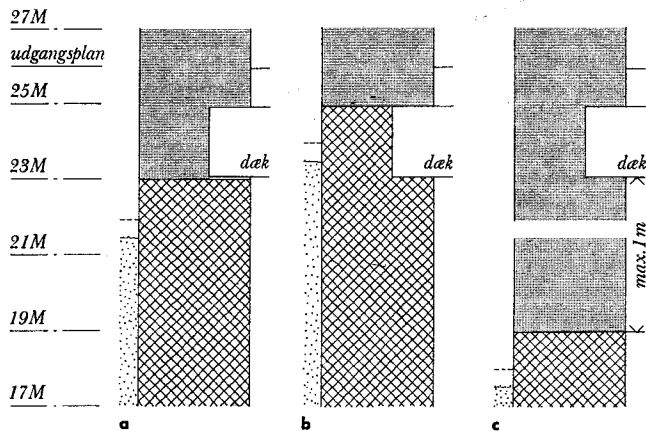 27M
udgangsplan
25M
23M
21M
19M
17M
dæk
dæk
dæk
max. 1 m
a
b
c